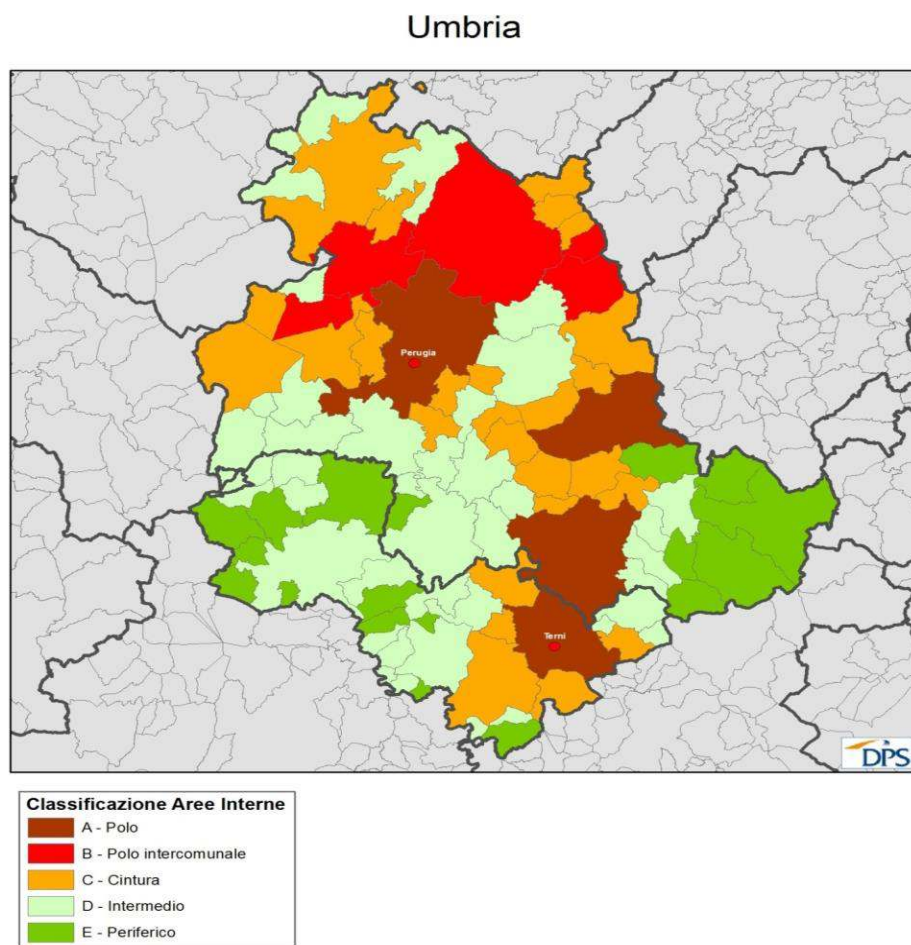 Umbria
Perugia
Terni
DPS
Classificazione Aree Interne
A - Polo
B - Polo intercomunale
C - Cintura
D - Intermedio
E - Periferico